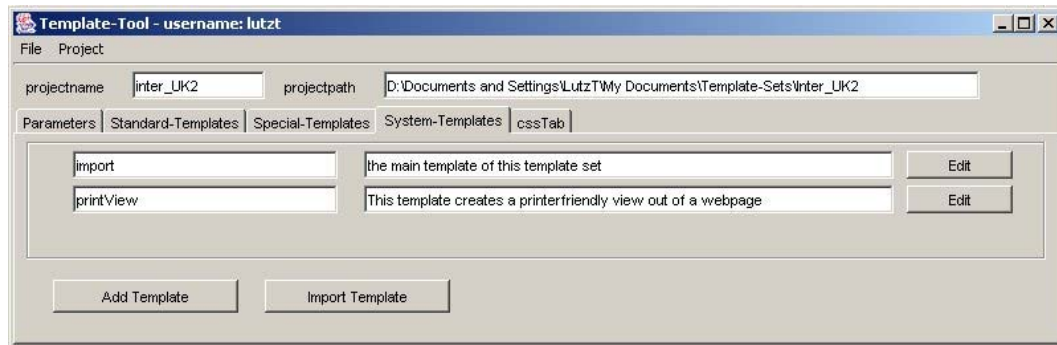 Template-Tool - username: lutzt
File Project
projectname inter_UK2 projectpath D:\Documents and Settings\LutzT\My Documents\Template-Sets\Inter_UK2
Parameters Standard-Templates Special-Templates System-Templates cssTab
import the main template of this template set Edit
printView This template creates a printerfriendly view out of a webpage Edit
Add Template Import Template